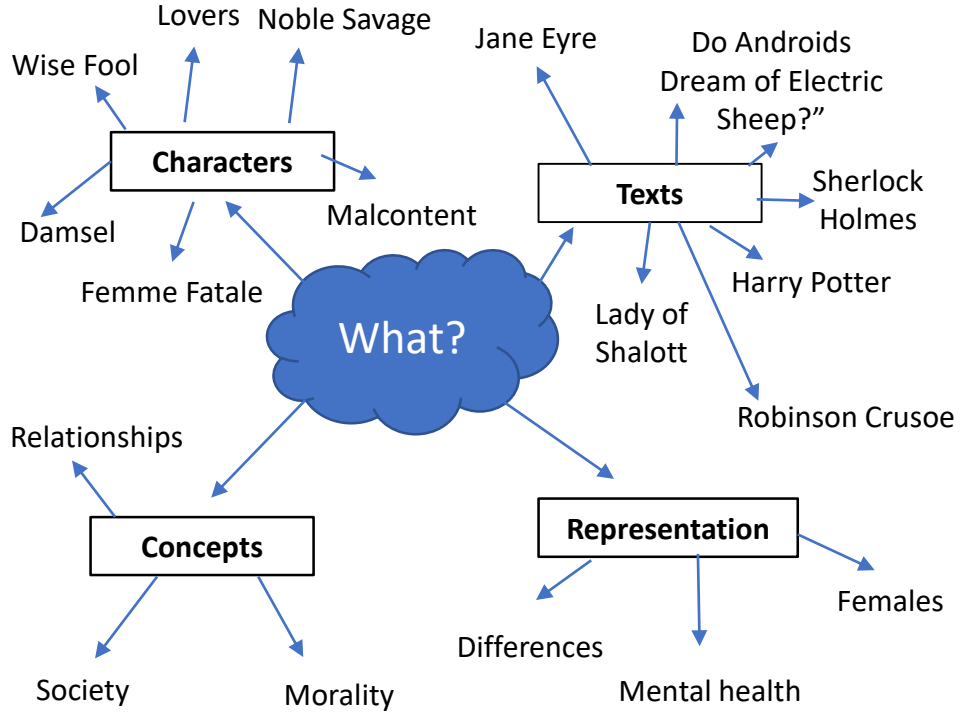 Lovers
Noble Savage
Wise Fool
Characters
Damsel
Malcontent
Femme Fatale
Jane Eyre
Do Androids
Dream of Electric
Sheep?”
Texts
Sherlock
Holmes
Harry Potter
Lady of
Shalott
Robinson Crusoe
What?
Relationships
Concepts
Society
Morality
Representation
Females
Differences
Mental health